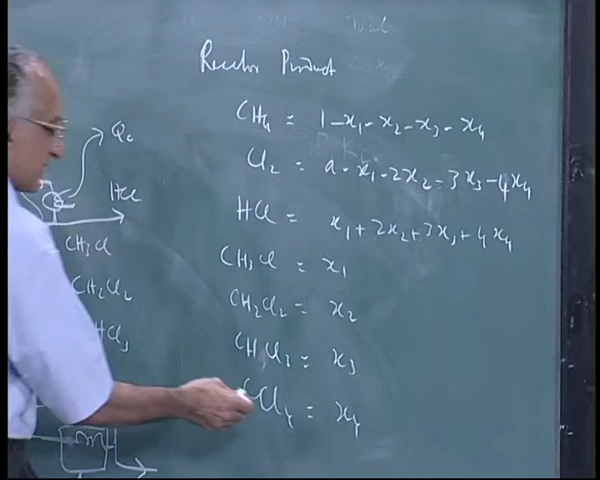 Reactor Product
CH4 = 1 - x1 - x2 - x3 - x4
Cl2 = a - x1 - 2x2 - 3x3 - 4x4
HCl = x1 + 2x2 + 3x3 + 4x4
CH3Cl = x1
CH2Cl2 = x2
CHCl3 = x3
CCl4 = x4
Qc
HCl
CH3Cl
CH2Cl2
HCl3
m